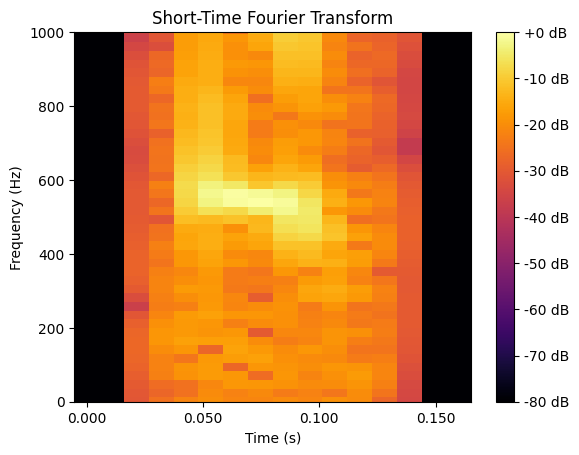 Short-Time Fourier Transform
Frequency (Hz)
1000
800
600
400
200
0
0.000 0.050 0.100 0.150
Time (s)
+0 dB
-10 dB
-20 dB
-30 dB
-40 dB
-50 dB
-60 dB
-70 dB
-80 dB